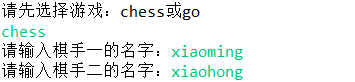 请先选择游戏：chess或go
chess
请输入棋手一的名字：xiaoming
请输入棋手二的名字：xiaohong